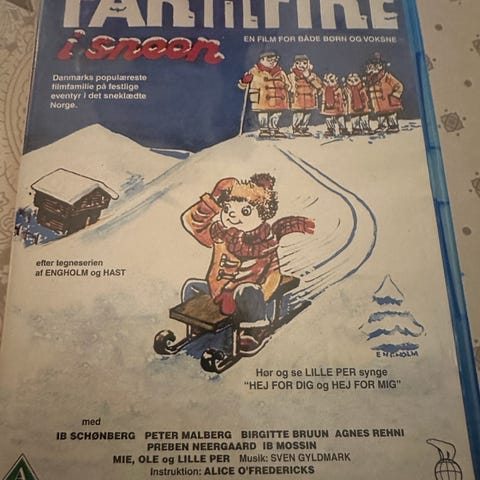 FAR til FIRE
i sneen
EN FILM FOR BÅDE BØRN OG VOKSNE
Danmarks populæreste
filmfamilie på festlige
eventyr i det sneklædte
Norge.
efter tegneserien
af ENGHOLM og HAST
ENGHOLM
Hør og se LILLE PER synge
"HEJ FOR DIG og HEJ FOR MIG"
med
IB SCHØNBERG PETER MALBERG BIRGITTE BRUUN AGNES REHNI
PREBEN NEERGAARD IB MOSSIN
MIE, OLE og LILLE PER Musik: SVEN GYLDMARK
Instruktion: ALICE O'FREDERICKS
A